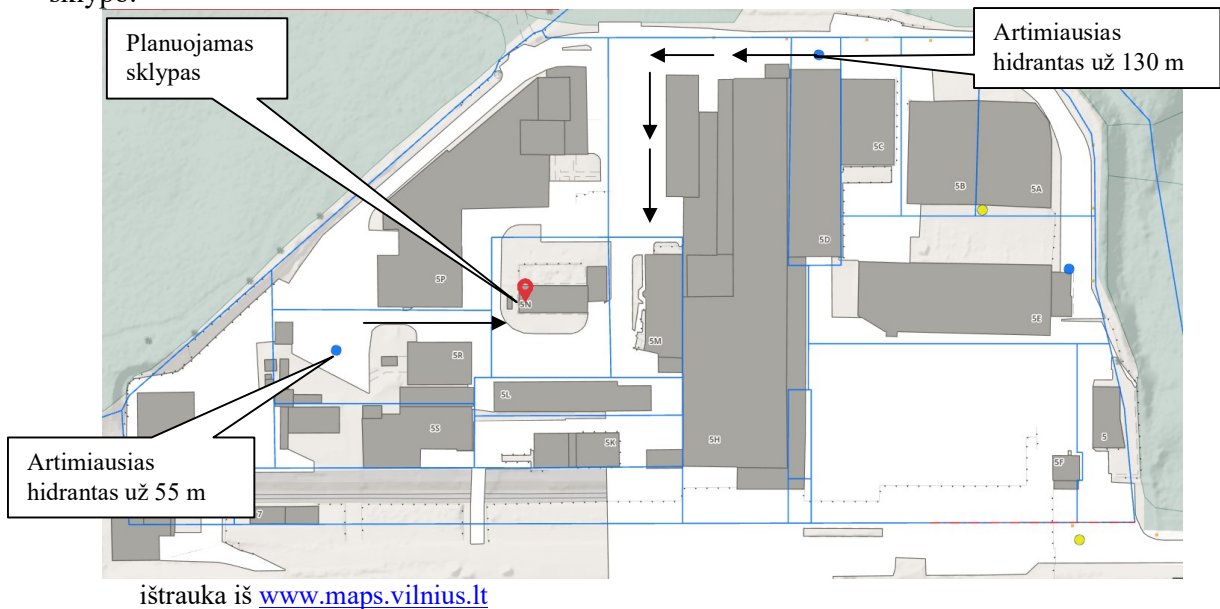 sklypo.
Planuojamas
sklypas
Artimiausias
hidrantas už 130 m
5C
5B
5A
5D
5P
5N
5E
5M
5R
5L
5S
5K
5H
5
5F
7
Artimiausias
hidrantas už 55 m
ištrauka iš www.maps.vilnius.lt